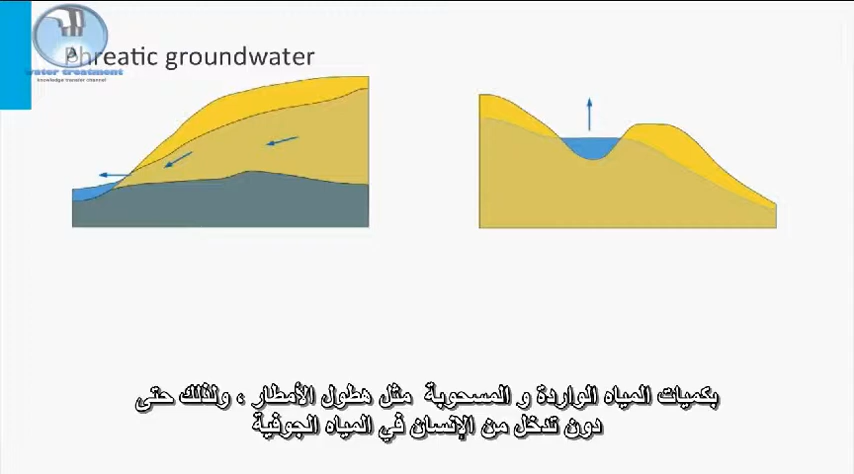 Phreatic groundwater
water treatment
knowledge transfer channel
بكميات المياه الواردة و المسحوبة مثل هطول الأمطار ، ولذلك حتى
دون تدخل من الإنسان في المياه الجوفية